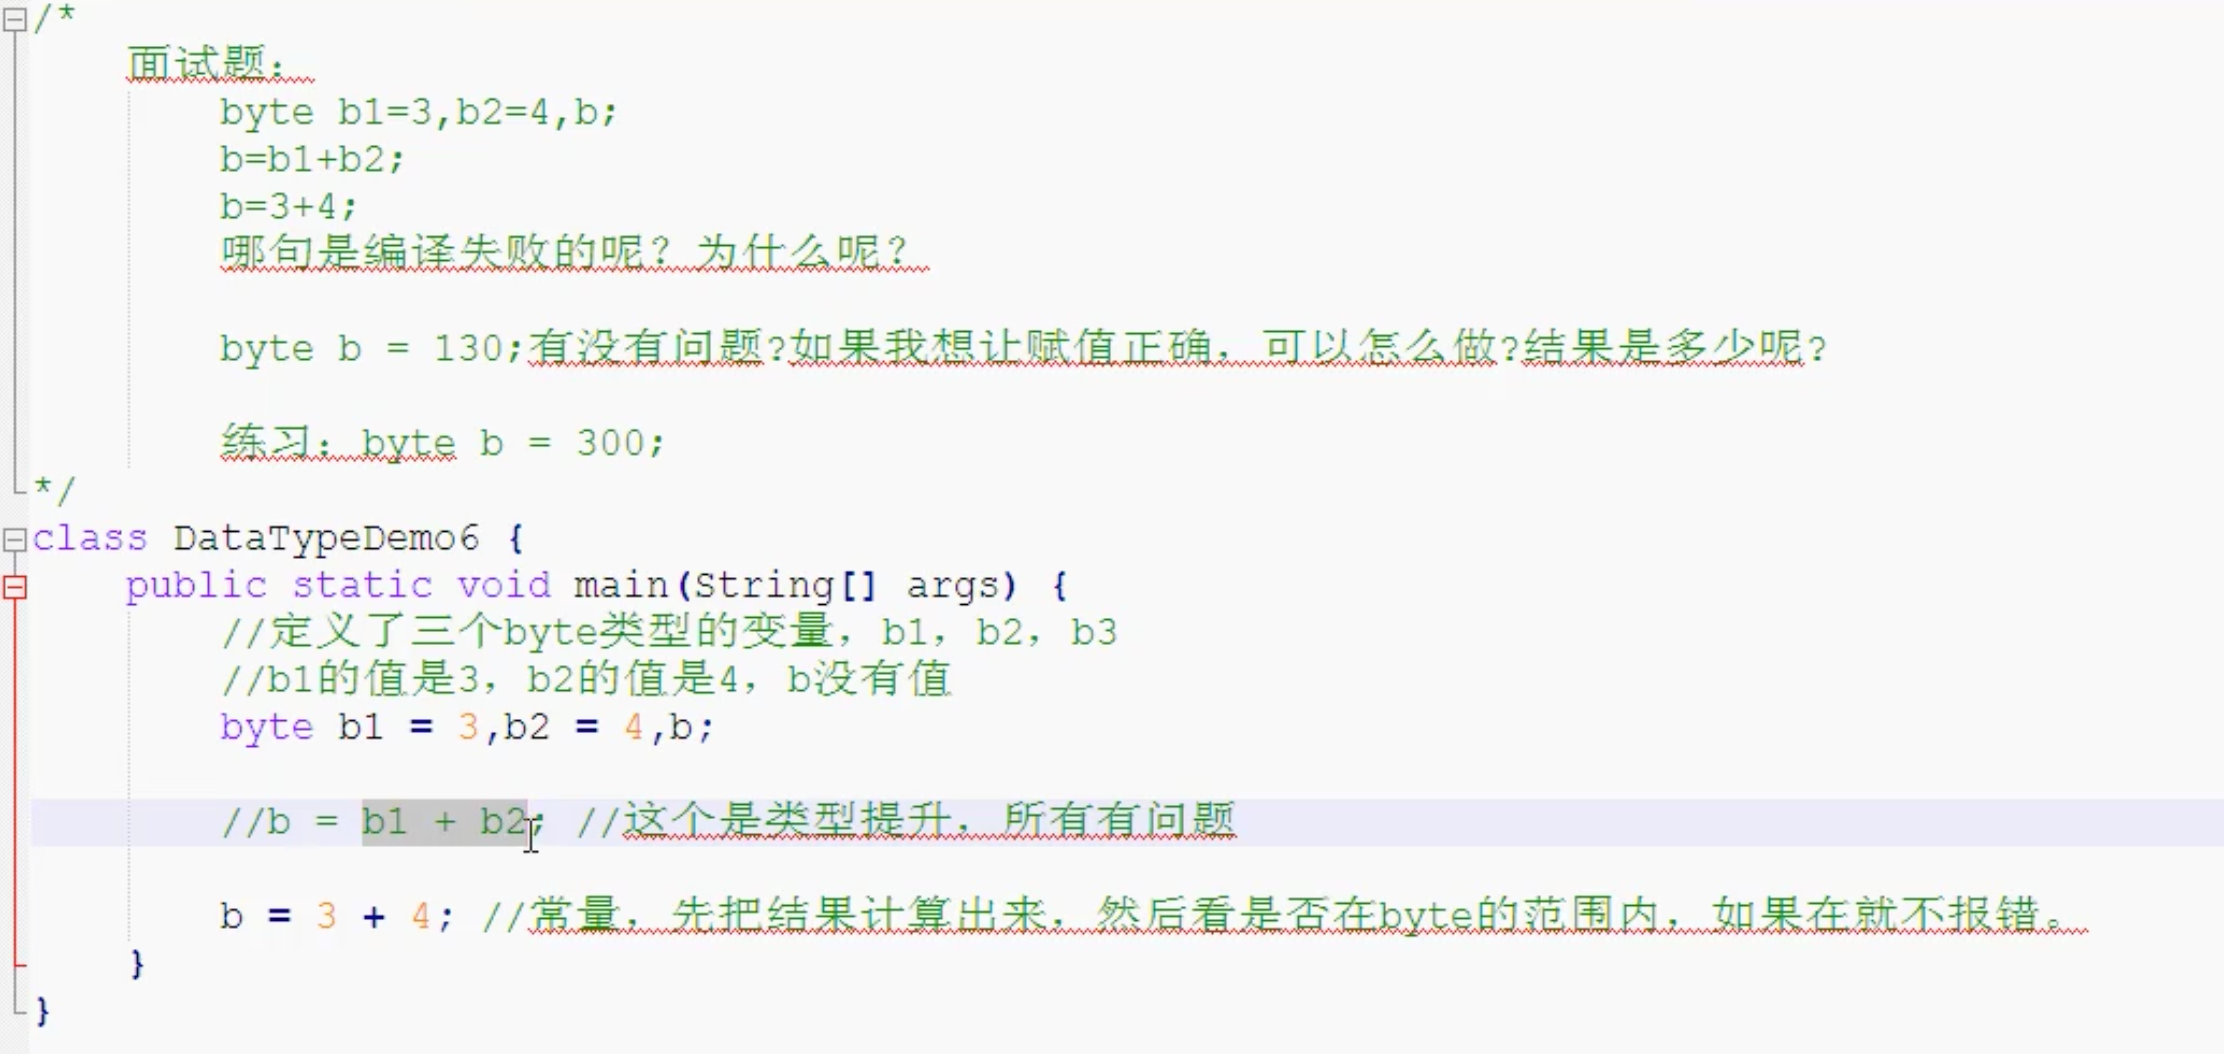 /*
面试题：
byte b1=3,b2=4,b;
b=b1+b2;
b=3+4;
哪句是编译失败的呢？为什么呢？
byte b = 130;有没有问题?如果我想让赋值正确，可以怎么做?结果是多少呢?
练习：byte b = 300;
*/
class DataTypeDemo6 {
public static void main(String[] args) {
//定义了三个byte类型的变量，b1，b2，b3
//b1的值是3，b2的值是4，b没有值
byte b1 = 3,b2 = 4,b;
//b = b1 + b2; //这个是类型提升，所有有问题
b = 3 + 4; //常量，先把结果计算出来，然后看是否在byte的范围内，如果在就不报错。
}
}